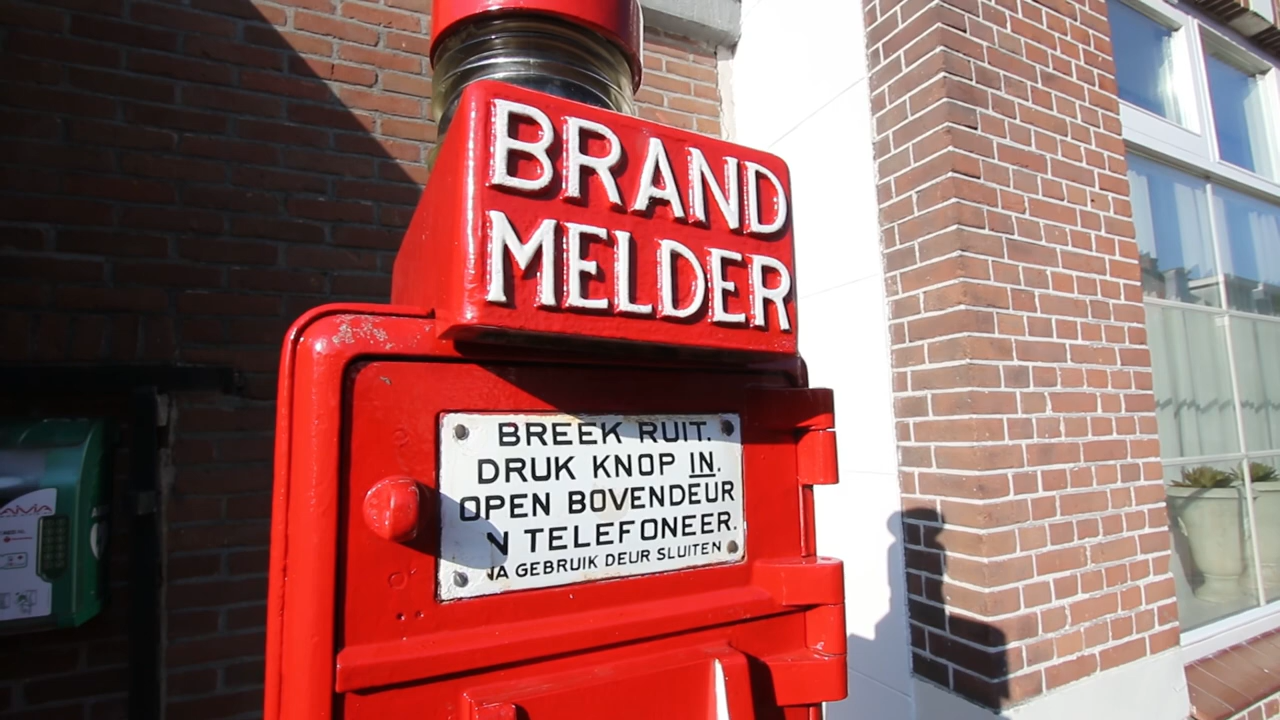 BRAND
MELDER
BREEK RUIT.
DRUK KNOP IN.
OPEN BOVENDEUR
TELEFONEER.
NA GEBRUIK DEUR SLUITEN